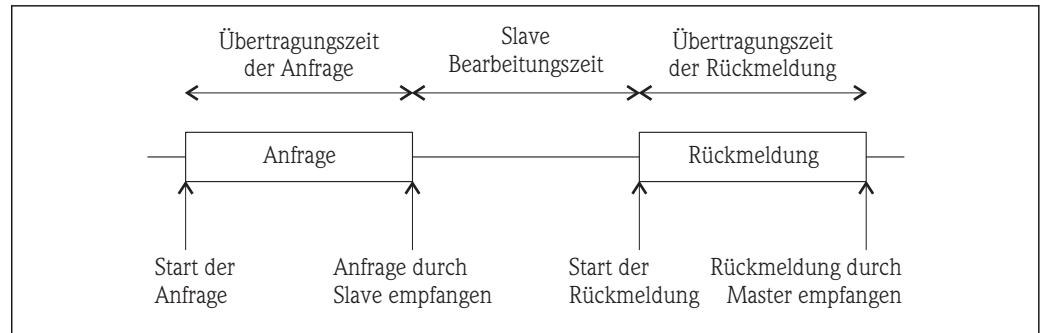 Übertragungszeit
der Anfrage
Slave
Bearbeitungszeit
Übertragungszeit
der Rückmeldung
Anfrage
Rückmeldung
Start der
Anfrage
Anfrage durch
Slave empfangen
Start der
Rückmeldung
Rückmeldung durch
Master empfangen